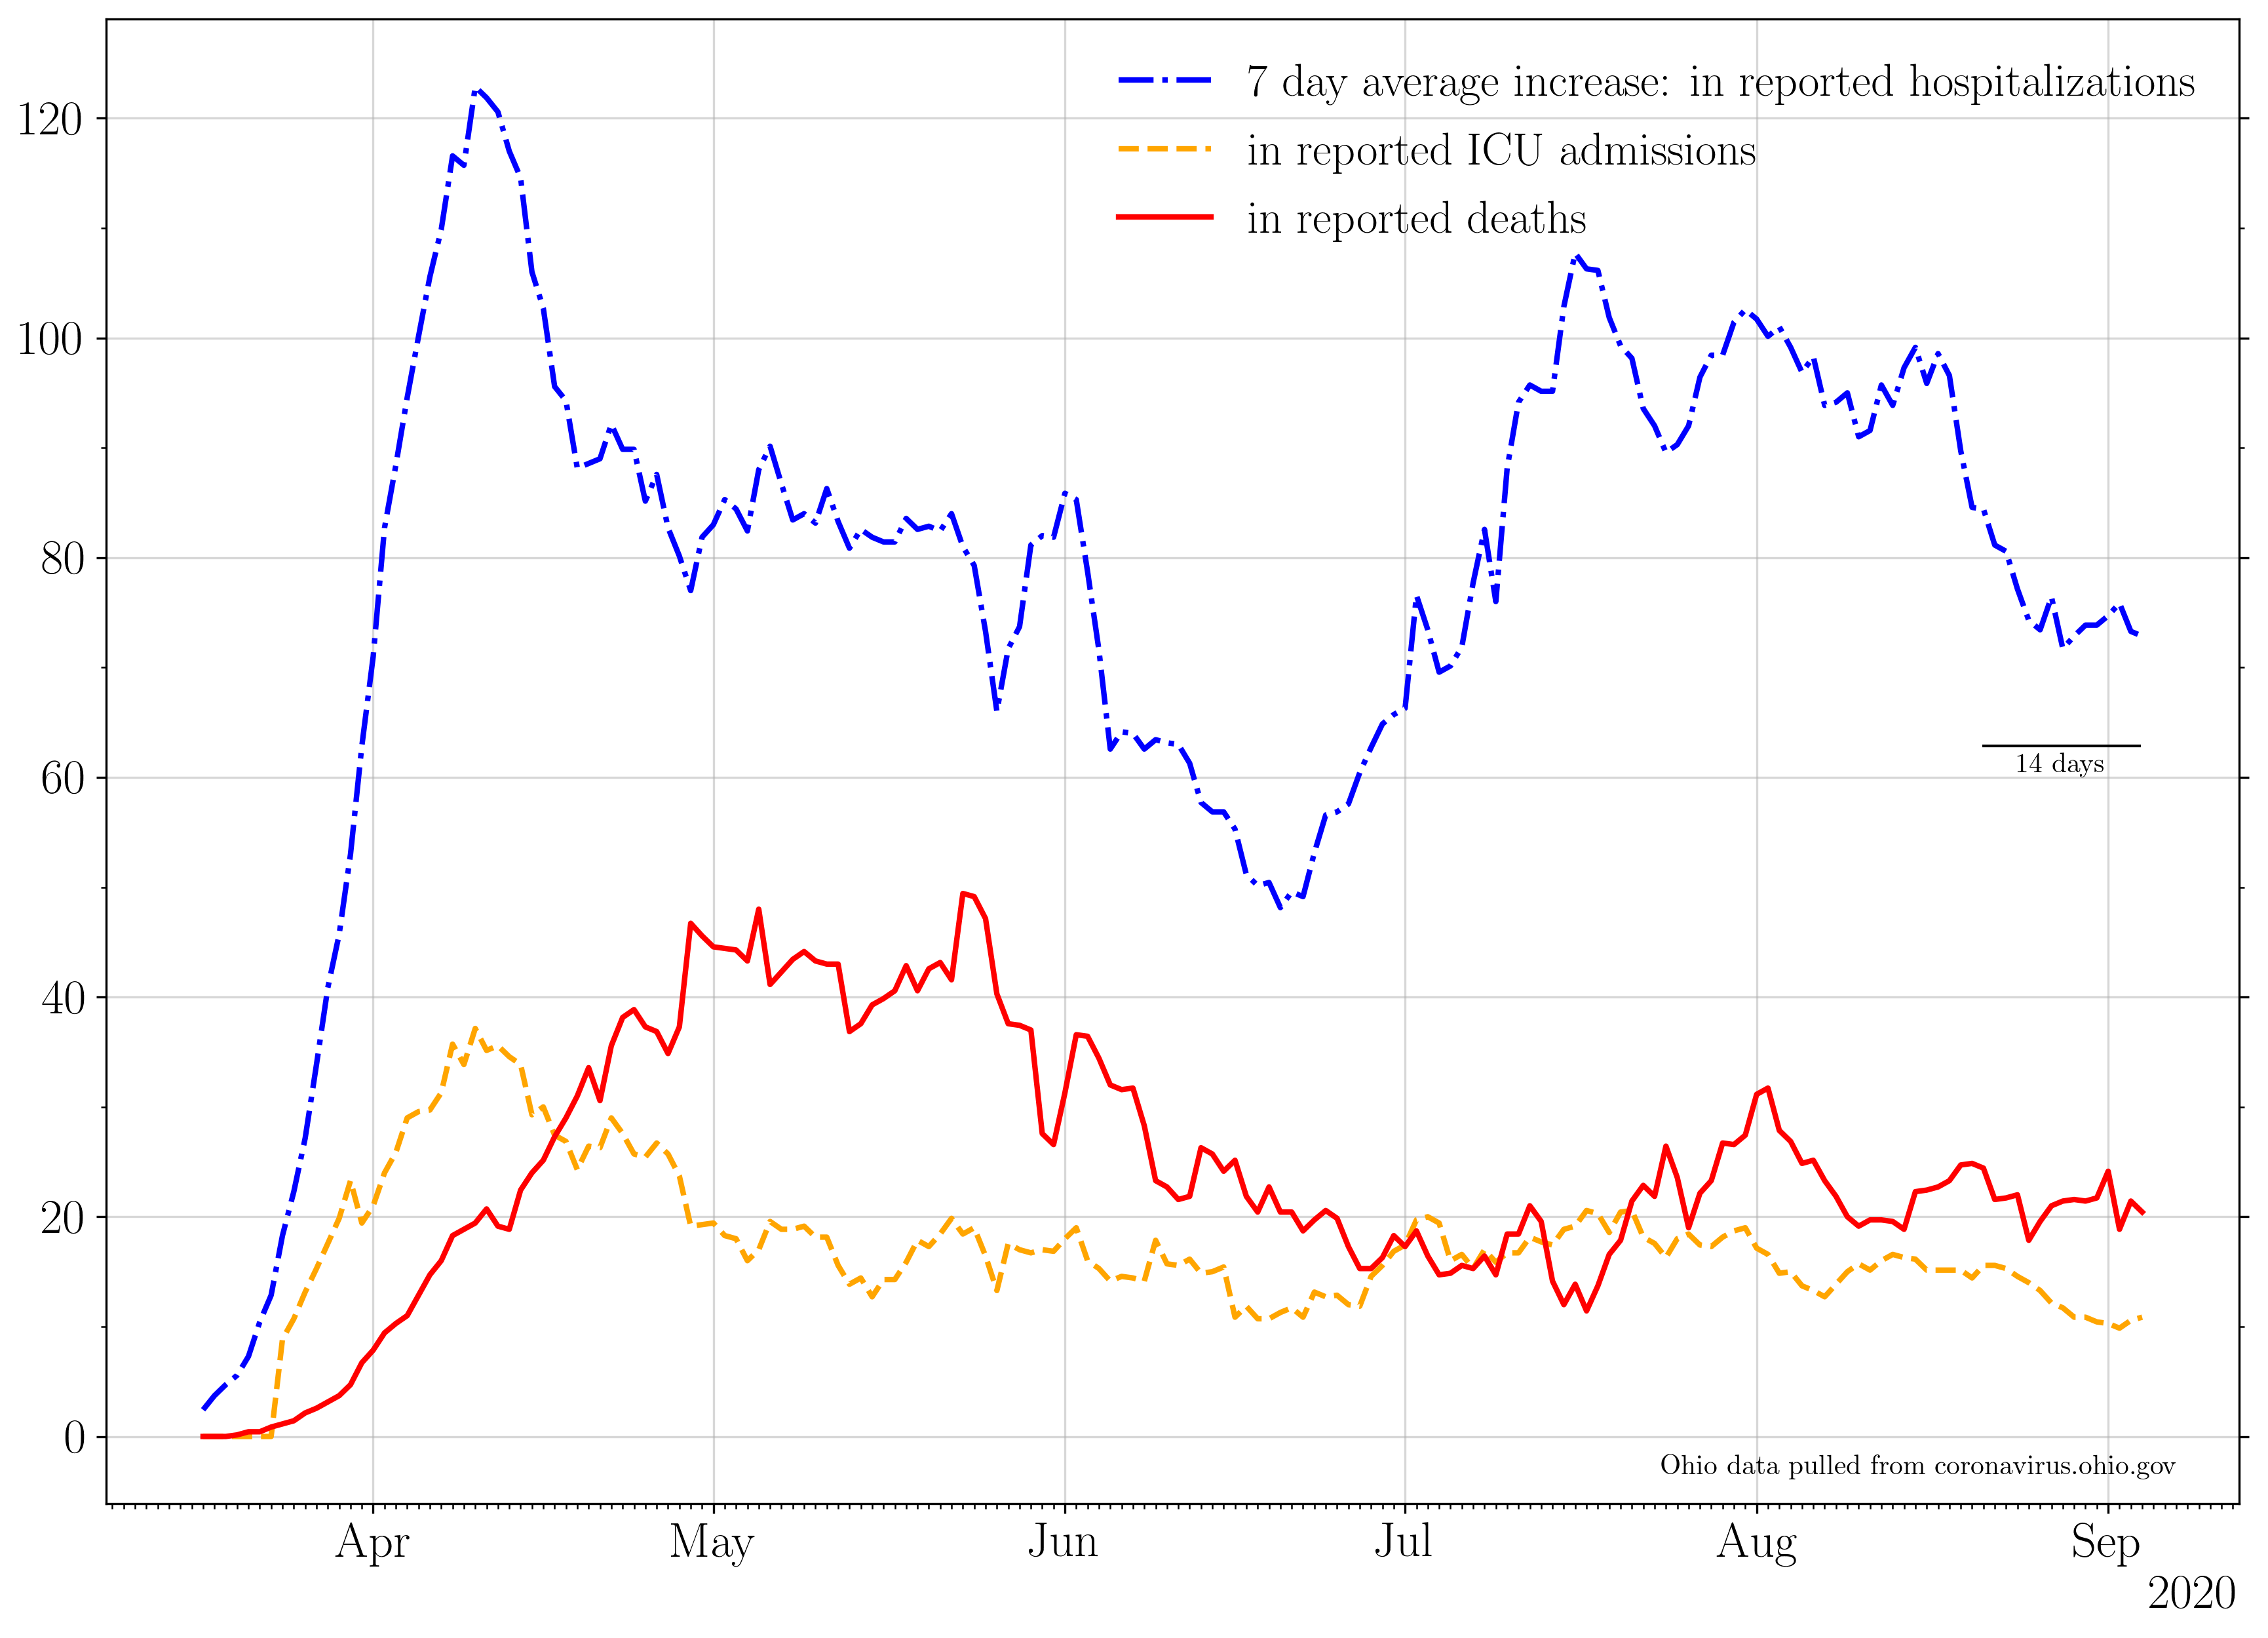 7 day average increase: in reported hospitalizations
in reported ICU admissions
in reported deaths
120
100
80
60
40
20
0
14 days
Ohio data pulled from coronavirus.ohio.gov
Apr May Jun Jul Aug Sep
2020